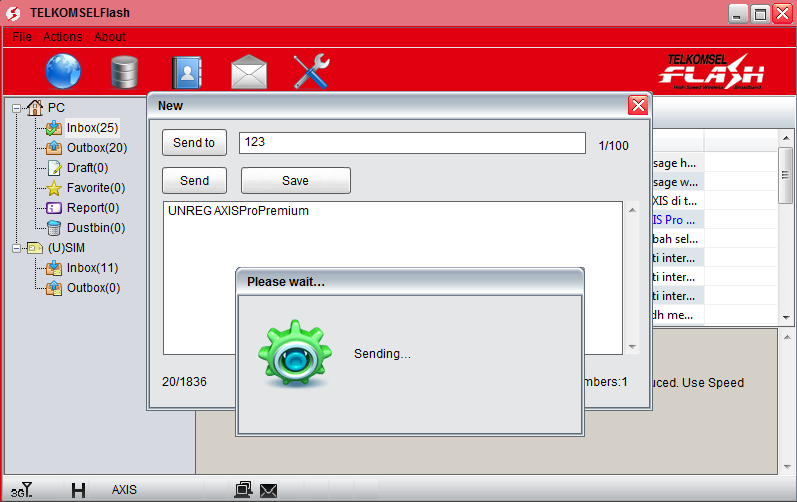 TELKOMSELFlash
File Actions About
TELKOMSEL
FLASH
High Speed Wireless Broadband
PC
Inbox(25)
Outbox(20)
Draft(0)
Favorite(0)
Report(0)
Dustbin(0)
(U)SIM
Inbox(11)
Outbox(0)
New
Send to
123
1/100
Send
Save
UNREG AXISProPremium
20/1836
mbers:1
Please wait...
Sending...
sage h...
sage w...
XIS di t...
IS Pro ...
bah sel...
ti inter...
ti inter...
ti inter...
dh me...
uced. Use Speed
3G
H
AXIS